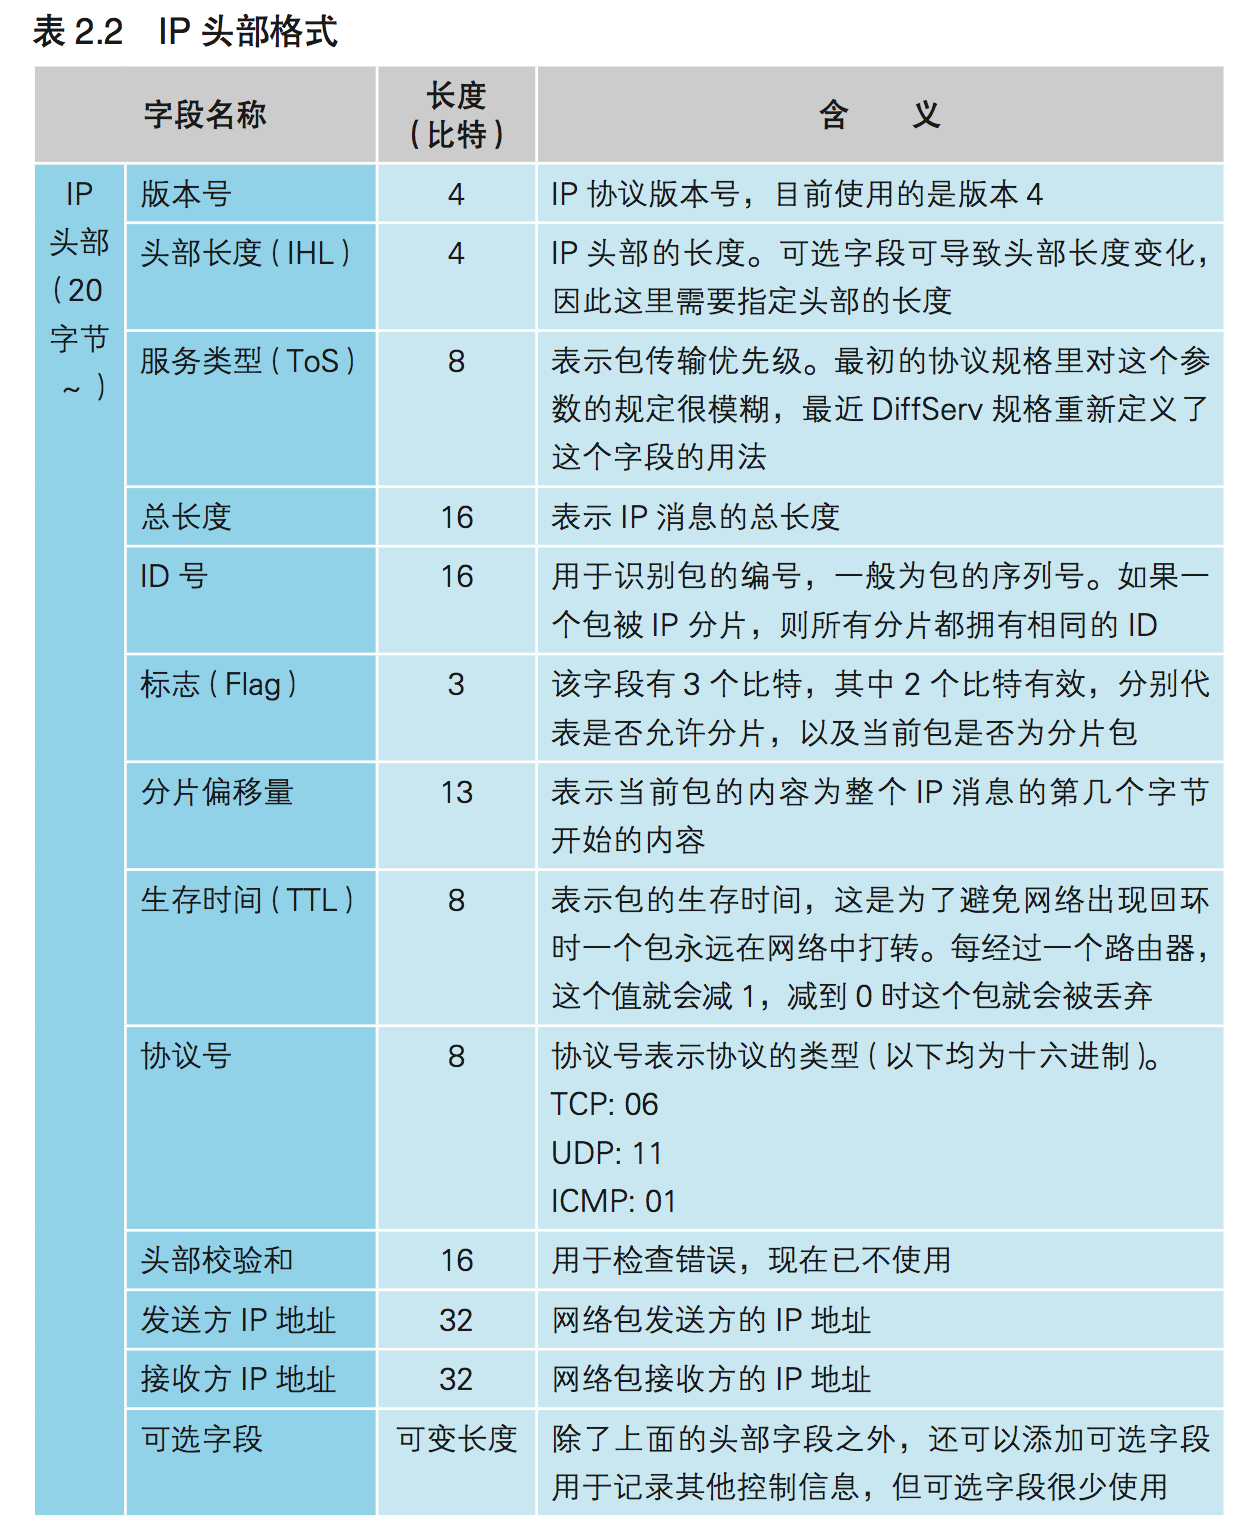 表 2.2 IP 头部格式
字段名称
长度
（比特）
含 义
IP
头部
（20
字节
~ ）
版本号
4
IP 协议版本号，目前使用的是版本 4
头部长度（IHL）
4
IP 头部的长度。可选字段可导致头部长度变化，
因此这里需要指定头部的长度
服务类型（ToS）
8
表示包传输优先级。最初的协议规格里对这个参
数的规定很模糊，最近 DiffServ 规格重新定义了
这个字段的用法
总长度
16
表示 IP 消息的总长度
ID 号
16
用于识别包的编号，一般为包的序列号。如果一
个包被 IP 分片，则所有分片都拥有相同的 ID
标志（Flag）
3
该字段有 3 个比特，其中 2 个比特有效，分别代
表是否允许分片，以及当前包是否为分片包
分片偏移量
13
表示当前包的内容为整个 IP 消息的第几个字节
开始的内容
生存时间（TTL）
8
表示包的生存时间，这是为了避免网络出现回环
时一个包永远在网络中打转。每经过一个路由器，
这个值就会减 1，减到 0 时这个包就会被丢弃
协议号
8
协议号表示协议的类型（以下均为十六进制）。
TCP: 06
UDP: 11
ICMP: 01
头部校验和
16
用于检查错误，现在已不使用
发送方 IP 地址
32
网络包发送方的 IP 地址
接收方 IP 地址
32
网络包接收方的 IP 地址
可选字段
可变长度
除了上面的头部字段之外，还可以添加可选字段
用于记录其他控制信息，但可选字段很少使用